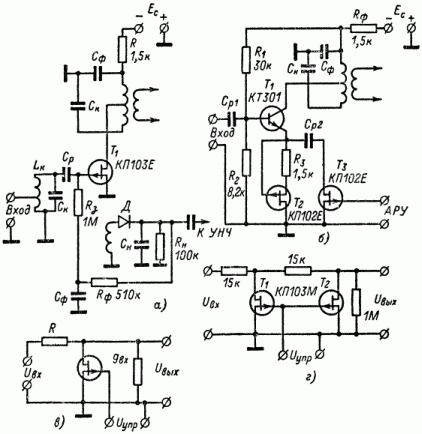 Eс
− +
R
1,5к
Cф
Cк
T₁
КП103Е
Lк
Cр
Вход
Cк
Rз
1М
Д
Cн
Rн
100к
К УНЧ
Cф
Rф 510к
а)
Eс
− +
Rф
1,5к
R₁
30к
Cк
Cф
T₁
КТ301
Cр1
Вход
Cр2
R₂
8,2к
R₃
1,5к
T₂
КП102Е
T₃
КП102Е
АРУ
б)
R
Uвх
gвх
Uвых
Uупр
в)
15к
15к
Uвх
T₁
КП103М
T₂
Uвых
1М
Uупр
г)